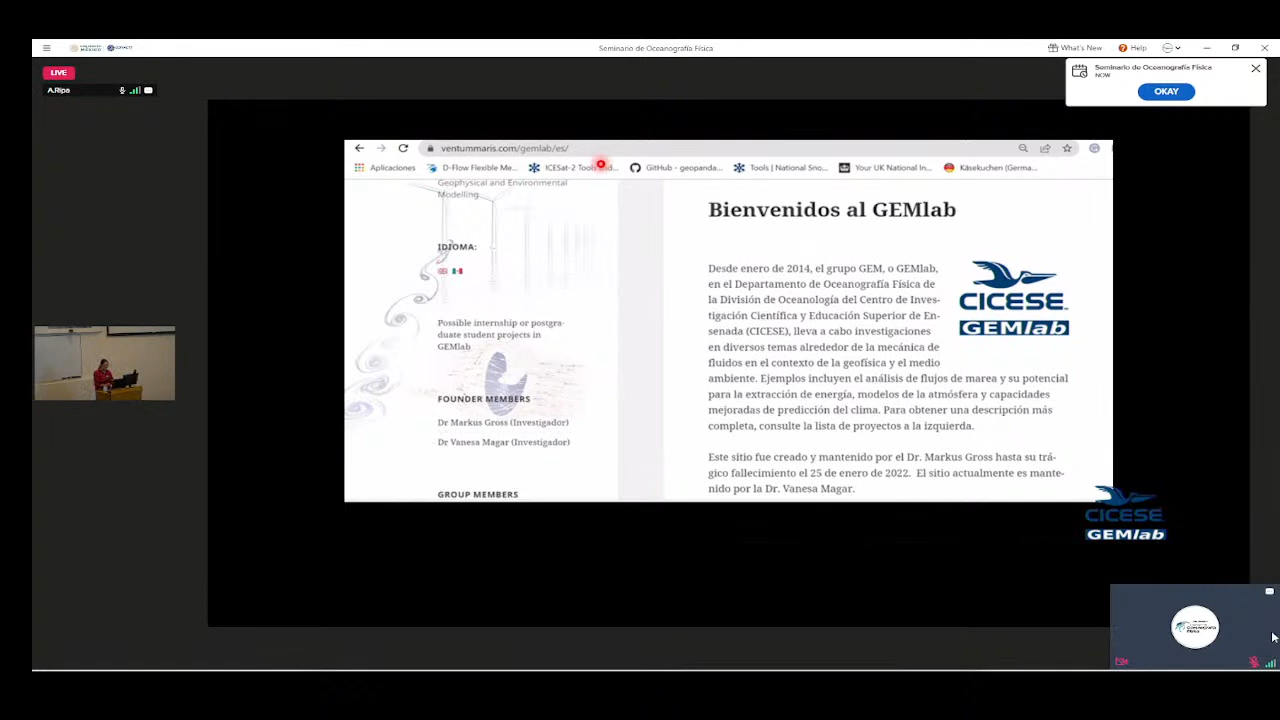 Seminario de Oceanografía Física
What's New
Help
LIVE
A.Ripa
Seminario de Oceanografía Física
NOW
OKAY
ventummaris.com/gemlab/es/
Aplicaciones
D-Flow Flexible Me...
ICESat-2 Tools
GitHub - geopanda...
Tools | National Sno...
Your UK National In...
Käsekuchen (Germa...
Geophysical and Environmental
Modelling
IDIOMA:
Possible internship or postgra-
duate student projects in
GEMlab
FOUNDER MEMBERS
Dr Markus Gross (Investigador)
Dr Vanesa Magar (Investigador)
GROUP MEMBERS
Bienvenidos al GEMlab
Desde enero de 2014, el grupo GEM, o GEMlab,
en el Departamento de Oceanografía Física de
la División de Oceanología del Centro de Inves-
tigación Científica y Educación Superior de En-
senada (CICESE), lleva a cabo investigaciones
en diversos temas alrededor de la mecánica de
fluidos en el contexto de la geofísica y el medio
ambiente. Ejemplos incluyen el análisis de flujos de marea y su potencial
para la extracción de energía, modelos de la atmósfera y capacidades
mejoradas de predicción del clima. Para obtener una descripción más
completa, consulte la lista de proyectos a la izquierda.
Este sitio fue creado y mantenido por el Dr. Markus Gross hasta su trá-
gico fallecimiento el 25 de enero de 2022. El sitio actualmente es mante-
nido por la Dr. Vanesa Magar.
CICESE
GEMlab
CICESE
GEMlab